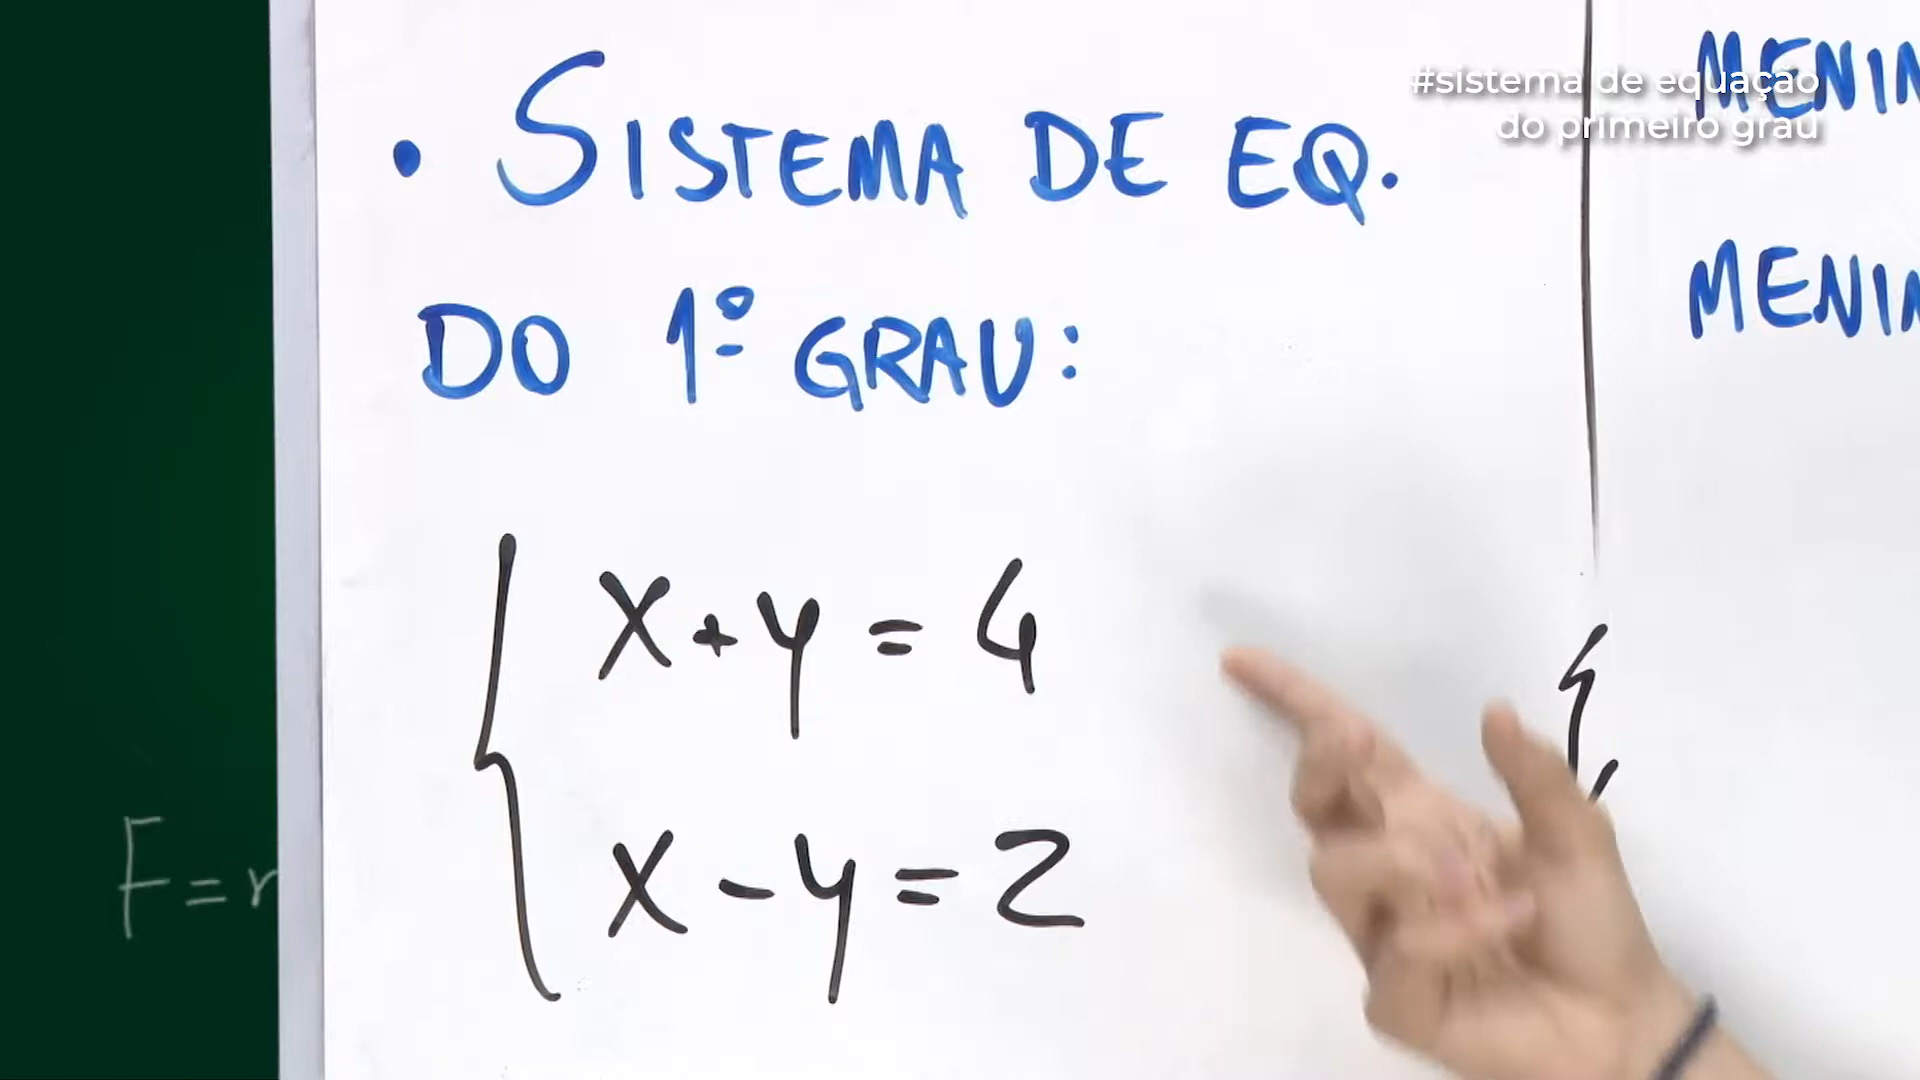 • SISTEMA DE EQ.
DO 1º GRAU:
x + y = 4
x - y = 2
#sistema de equação
do primeiro grau
F =